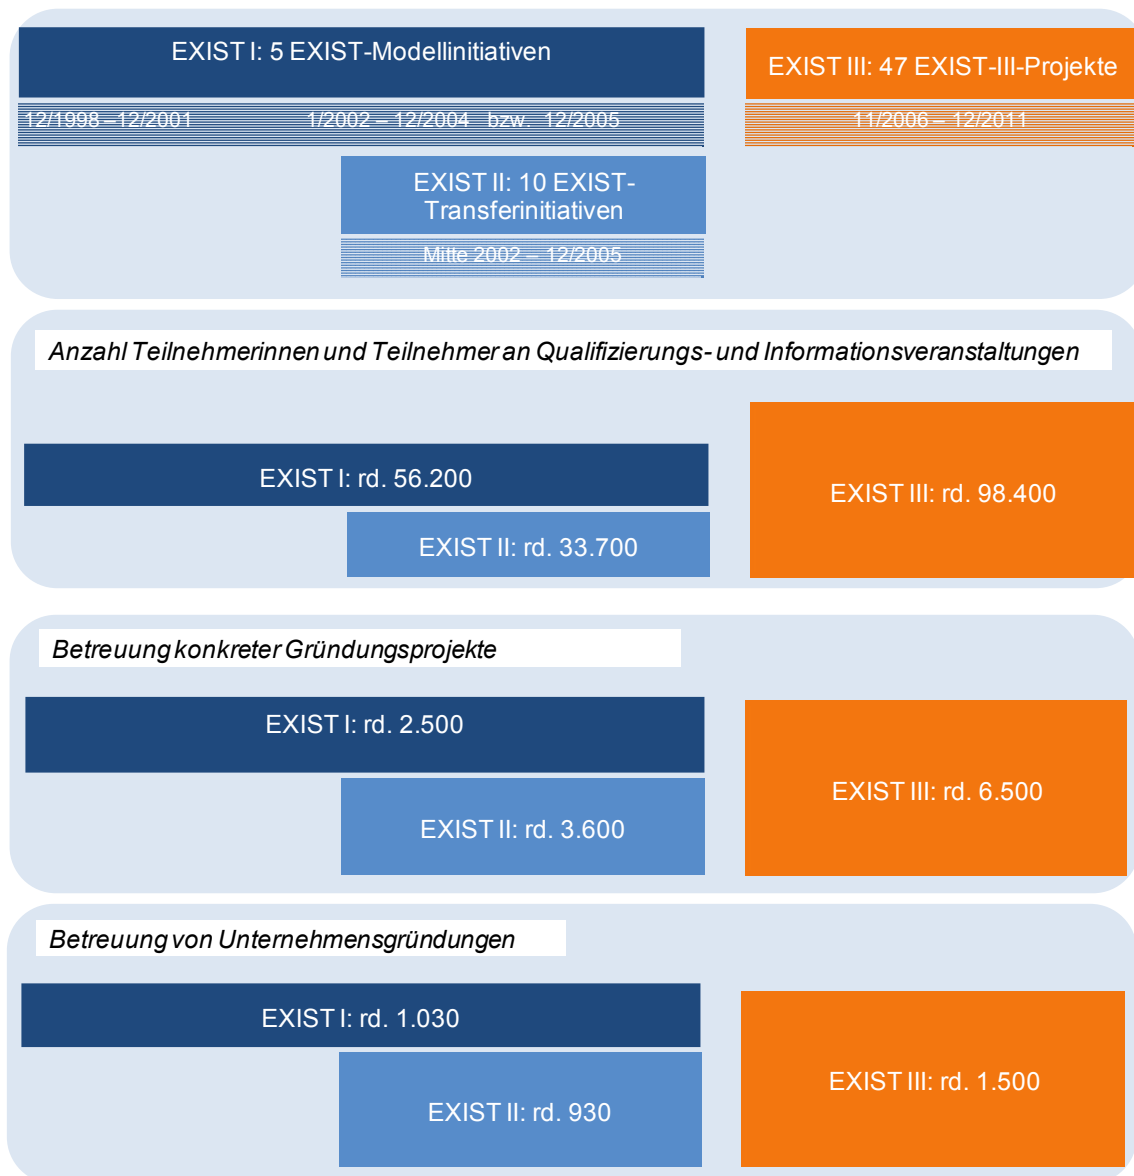 EXIST I: 5 EXIST-Modellinitiativen
EXIST III: 47 EXIST-III-Projekte
12/1998 –12/2001 1/2002 – 12/2004 bzw. 12/2005
11/2006 – 12/2011
EXIST II: 10 EXIST-
Transferinitiativen
Mitte 2002 – 12/2005
Anzahl Teilnehmerinnen und Teilnehmer an Qualifizierungs- und Informationsveranstaltungen
EXIST I: rd. 56.200
EXIST III: rd. 98.400
EXIST II: rd. 33.700
Betreuung konkreter Gründungsprojekte
EXIST I: rd. 2.500
EXIST III: rd. 6.500
EXIST II: rd. 3.600
Betreuung von Unternehmensgründungen
EXIST I: rd. 1.030
EXIST III: rd. 1.500
EXIST II: rd. 930